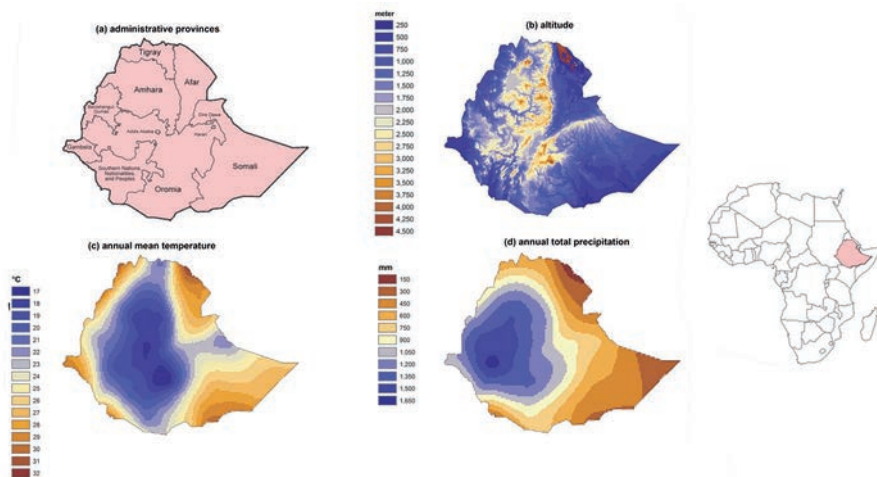 (a) administrative provinces
Tigray
Afar
Amhara
Dire Dawa
Addis Ababa
Harari
Gambela
Somali
Southern Nations
Nationalities,
and Peoples
Oromia
(b) altitude
meter
250
500
750
1,000
1,250
1,500
1,750
2,000
2,250
2,500
2,750
3,000
3,250
3,500
3,750
4,000
4,250
4,500
(c) annual mean temperature
°C
17
18
19
20
21
22
23
24
25
26
27
28
29
30
31
32
(d) annual total precipitation
mm
150
300
450
600
750
900
1,050
1,200
1,350
1,500
1,650